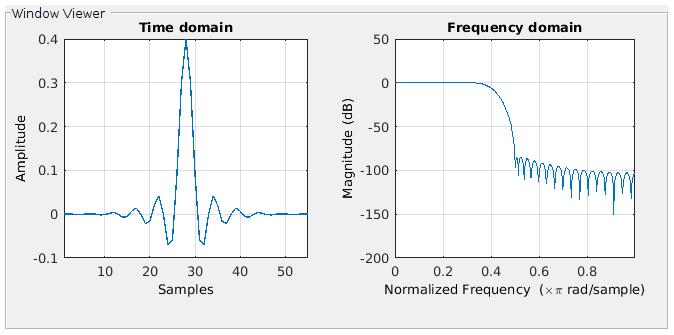 Window Viewer
Time domain
0.4
0.3
0.2
0.1
0
-0.1
Amplitude
10 20 30 40 50
Samples
Frequency domain
50
0
-50
-100
-150
-200
Magnitude (dB)
0 0.2 0.4 0.6 0.8
Normalized Frequency (×π rad/sample)